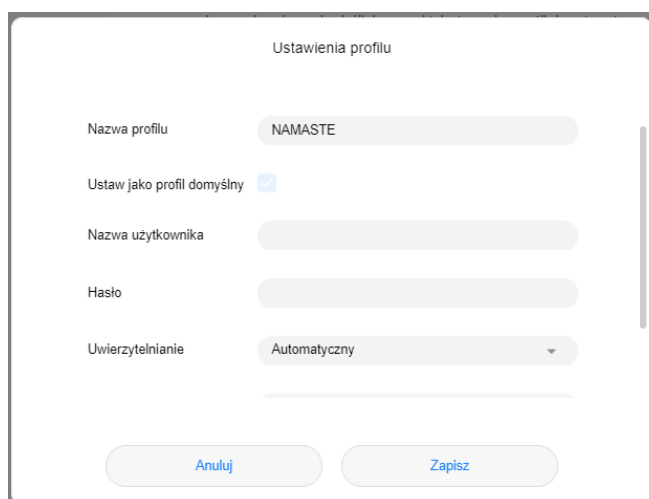 Ustawienia profilu
Nazwa profilu NAMASTE
Ustaw jako profil domyślny
Nazwa użytkownika
Hasło
Uwierzytelnianie Automatyczny
Anuluj Zapisz